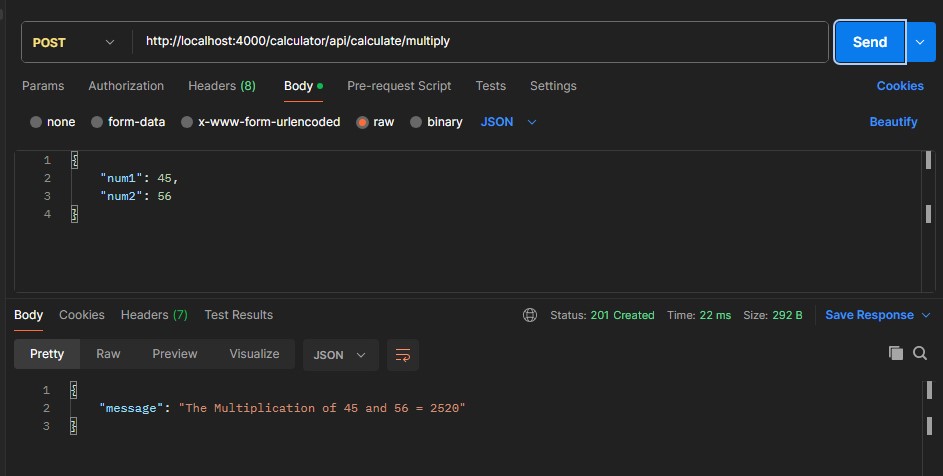 POST http://localhost:4000/calculator/api/calculate/multiply Send
Params Authorization Headers (8) Body Pre-request Script Tests Settings Cookies
none form-data x-www-form-urlencoded raw binary JSON Beautify
1 {
2 "num1": 45,
3 "num2": 56
4 }
Body Cookies Headers (7) Test Results Status: 201 Created Time: 22 ms Size: 292 B Save Response
Pretty Raw Preview Visualize JSON
1 {
2 "message": "The Multiplication of 45 and 56 = 2520"
3 }